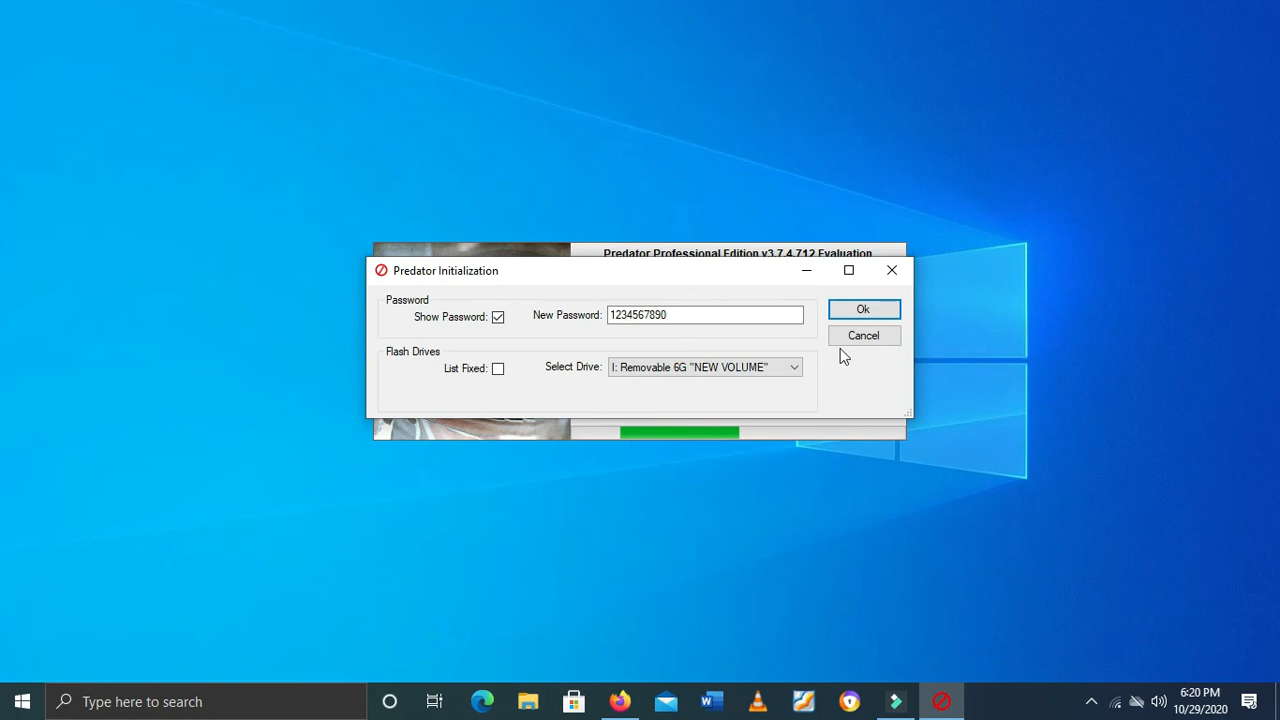 Predator Professional Edition v3.7.4.712 Evaluation
Predator Initialization
Password
Show Password:
New Password: 1234567890
Ok
Cancel
Flash Drives
List Fixed:
Select Drive: I: Removable 6G "NEW VOLUME"
Type here to search
6:20 PM
10/29/2020